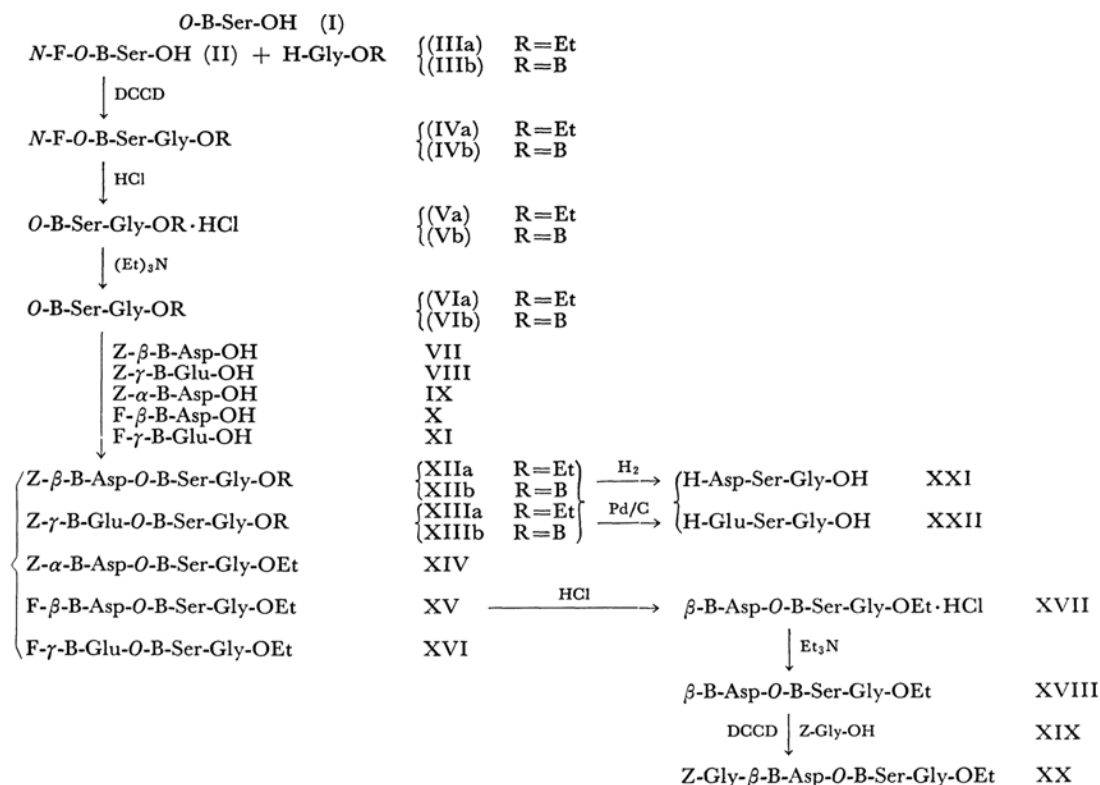 O-B-Ser-OH (I)
N-F-O-B-Ser-OH (II) + H-Gly-OR {(IIIa) R=Et
{(IIIb) R=B
DCCD
N-F-O-B-Ser-Gly-OR {(IVa) R=Et
{(IVb) R=B
HCl
O-B-Ser-Gly-OR·HCl {(Va) R=Et
{(Vb) R=B
(Et)₃N
O-B-Ser-Gly-OR {(VIa) R=Et
{(VIb) R=B
Z-β-B-Asp-OH VII
Z-γ-B-Glu-OH VIII
Z-α-B-Asp-OH IX
F-β-B-Asp-OH X
F-γ-B-Glu-OH XI
Z-β-B-Asp-O-B-Ser-Gly-OR {XIIa R=Et} H₂ {H-Asp-Ser-Gly-OH XXI
{XIIb R=B}
Z-γ-B-Glu-O-B-Ser-Gly-OR {XIIIa R=Et} Pd/C {H-Glu-Ser-Gly-OH XXII
{XIIIb R=B}
Z-α-B-Asp-O-B-Ser-Gly-OEt XIV
F-β-B-Asp-O-B-Ser-Gly-OEt XV HCl β-B-Asp-O-B-Ser-Gly-OEt·HCl XVII
F-γ-B-Glu-O-B-Ser-Gly-OEt XVI
Et₃N
β-B-Asp-O-B-Ser-Gly-OEt XVIII
DCCD Z-Gly-OH XIX
Z-Gly-β-B-Asp-O-B-Ser-Gly-OEt XX